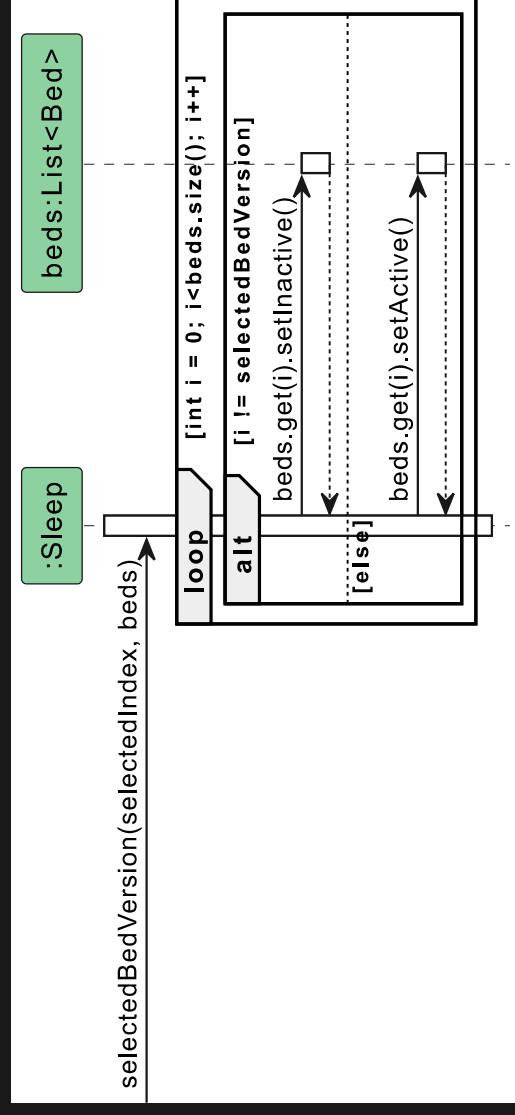 :Sleep
beds:List<Bed>
selectedBedVersion(selectedIndex, beds)
loop
[int i = 0; i<beds.size(); i++]
alt
[i != selectedBedVersion]
beds.get(i).setInactive()
[else]
beds.get(i).setActive()